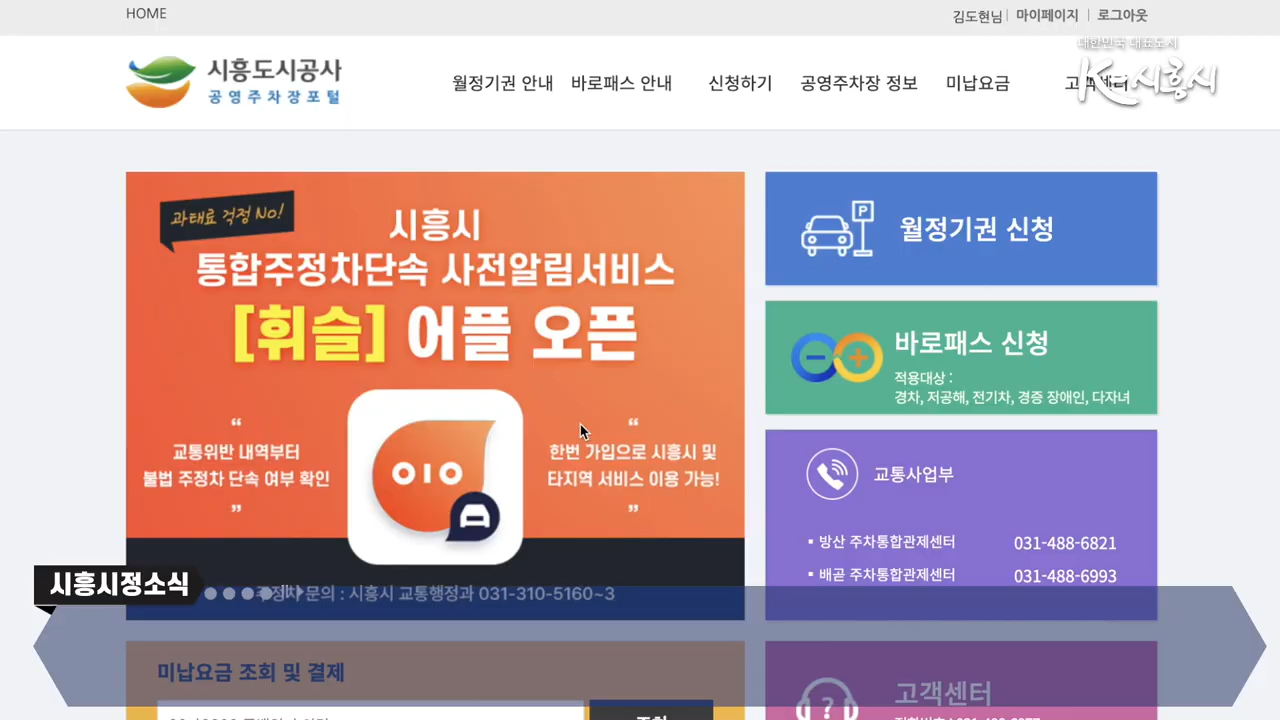 HOME
김도현님 | 마이페이지 | 로그아웃
대한민국 대표도시
K-시흥시
시흥도시공사
공영주차장포털
월정기권 안내 바로패스 안내 신청하기 공영주차장 정보 미납요금 고객센터
과태료 걱정 No!
시흥시
통합주정차단속 사전알림서비스
[휘슬] 어플 오픈
“ 교통위반 내역부터
불법 주정차 단속 여부 확인 ”
“ 한번 가입으로 시흥시 및
타지역 서비스 이용 가능! ”
문의 : 시흥시 교통행정과 031-310-5160~3
월정기권 신청
바로패스 신청
적용대상 :
경차, 저공해, 전기차, 경증 장애인, 다자녀
교통사업부
▪ 방산 주차통합관제센터 031-488-6821
▪ 배곧 주차통합관제센터 031-488-6993
시흥시정소식
미납요금 조회 및 결제
고객센터